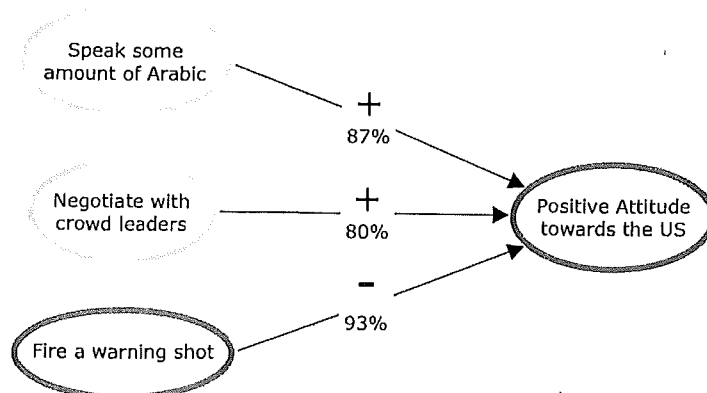 Speak some
amount of Arabic
+
87%
Negotiate with
crowd leaders
+
80%
Positive Attitude
towards the US
-
93%
Fire a warning shot